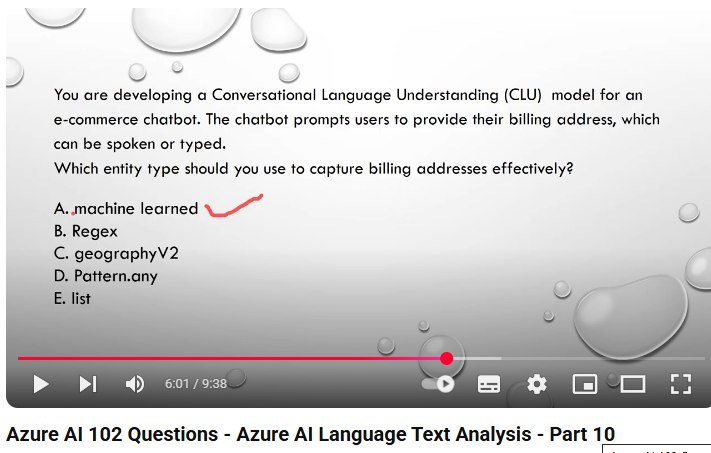 You are developing a Conversational Language Understanding (CLU) model for an
e-commerce chatbot. The chatbot prompts users to provide their billing address, which
can be spoken or typed.
Which entity type should you use to capture billing addresses effectively?
A. machine learned
B. Regex
C. geographyV2
D. Pattern.any
E. list
6:01 / 9:38
Azure AI 102 Questions - Azure AI Language Text Analysis - Part 10